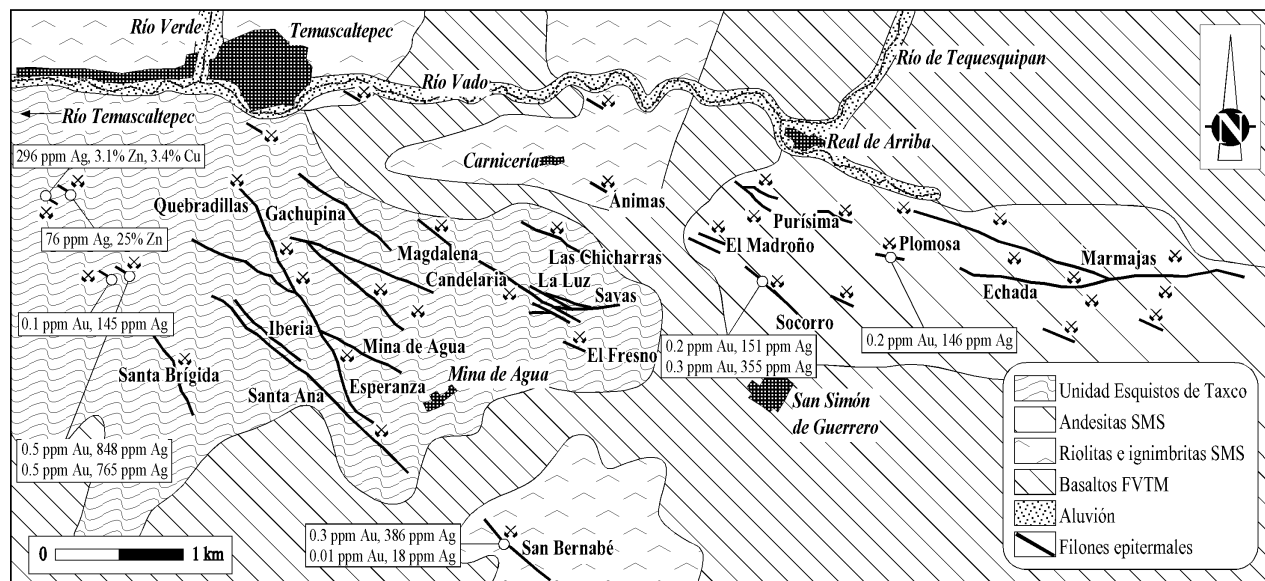 Río Verde
Temascaltepec
Río Vado
Río de Tequesquipan
Río Temascaltepec
N
Real de Arriba
296 ppm Ag, 3.1% Zn, 3.4% Cu
Carnicería
Ánimas
Quebradillas
Gachupina
Purísima
76 ppm Ag, 25% Zn
Magdalena
Las Chicharras
El Madroño
Plomosa
Marmajas
Candelaria
La Luz
Echada
Savas
0.1 ppm Au, 145 ppm Ag
Iberia
Mina de Agua
Socorro
El Fresno
0.2 ppm Au, 151 ppm Ag
0.3 ppm Au, 355 ppm Ag
0.2 ppm Au, 146 ppm Ag
Santa Brígida
Santa Ana
Esperanza
Mina de Agua
San Simón
de Guerrero
0.5 ppm Au, 848 ppm Ag
0.5 ppm Au, 765 ppm Ag
0.3 ppm Au, 386 ppm Ag
0.01 ppm Au, 18 ppm Ag
San Bernabé
0 1 km
Unidad Esquistos de Taxco
Andesitas SMS
Riolitas e ignimbritas SMS
Basaltos FVTM
Aluvión
Filones epitermales